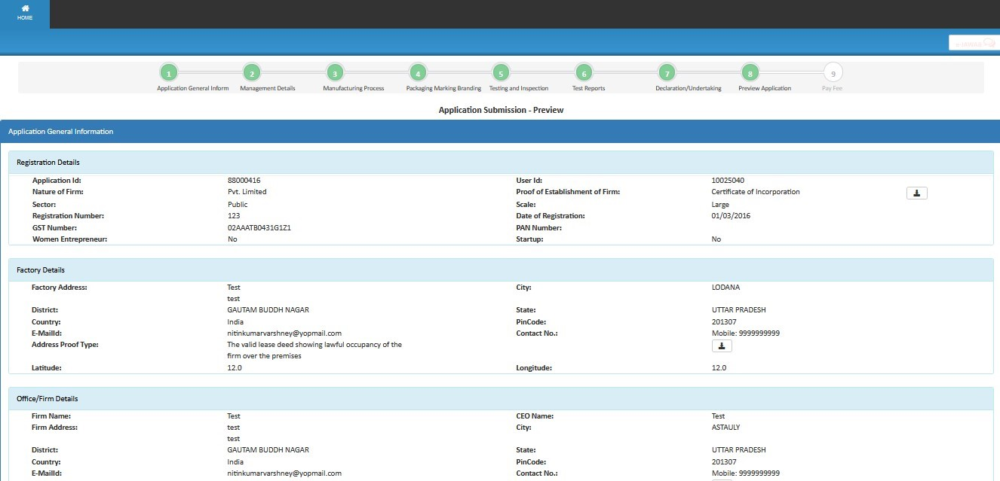 HOME
1 2 3 4 5 6 7 8 9
Application General Inform Management Details Manufacturing Process Packaging Marking Branding Testing and Inspection Test Reports Declaration/Undertaking Preview Application Pay Fee
Application Submission - Preview
Application General Information
Registration Details
Application Id: 88000416 User Id: 10025040
Nature of Firm: Pvt. Limited Proof of Establishment of Firm: Certificate of Incorporation
Sector: Public Scale: Large
Registration Number: 123 Date of Registration: 01/03/2016
GST Number: 02AAATB0431G1Z1 PAN Number:
Women Entrepreneur: No Startup: No
Factory Details
Factory Address: Test City: LODANA
test
District: GAUTAM BUDDH NAGAR State: UTTAR PRADESH
Country: India PinCode: 201307
E-MailId: nitinkumarvarshney@yopmail.com Contact No.: Mobile: 9999999999
Address Proof Type: The valid lease deed showing lawful occupancy of the
firm over the premises
Latitude: 12.0 Longitude: 12.0
Office/Firm Details
Firm Name: Test CEO Name: Test
Firm Address: test City: ASTAULY
test
District: GAUTAM BUDDH NAGAR State: UTTAR PRADESH
Country: India PinCode: 201307
E-MailId: nitinkumarvarshney@yopmail.com Contact No.: Mobile: 9999999999